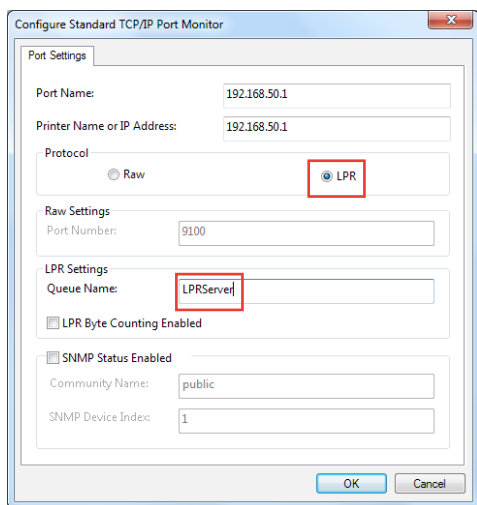 Configure Standard TCP/IP Port Monitor
Port Settings
Port Name: 192.168.50.1
Printer Name or IP Address: 192.168.50.1
Protocol
Raw LPR
Raw Settings
Port Number: 9100
LPR Settings
Queue Name: LPRServer
LPR Byte Counting Enabled
SNMP Status Enabled
Community Name: public
SNMP Device Index: 1
OK Cancel